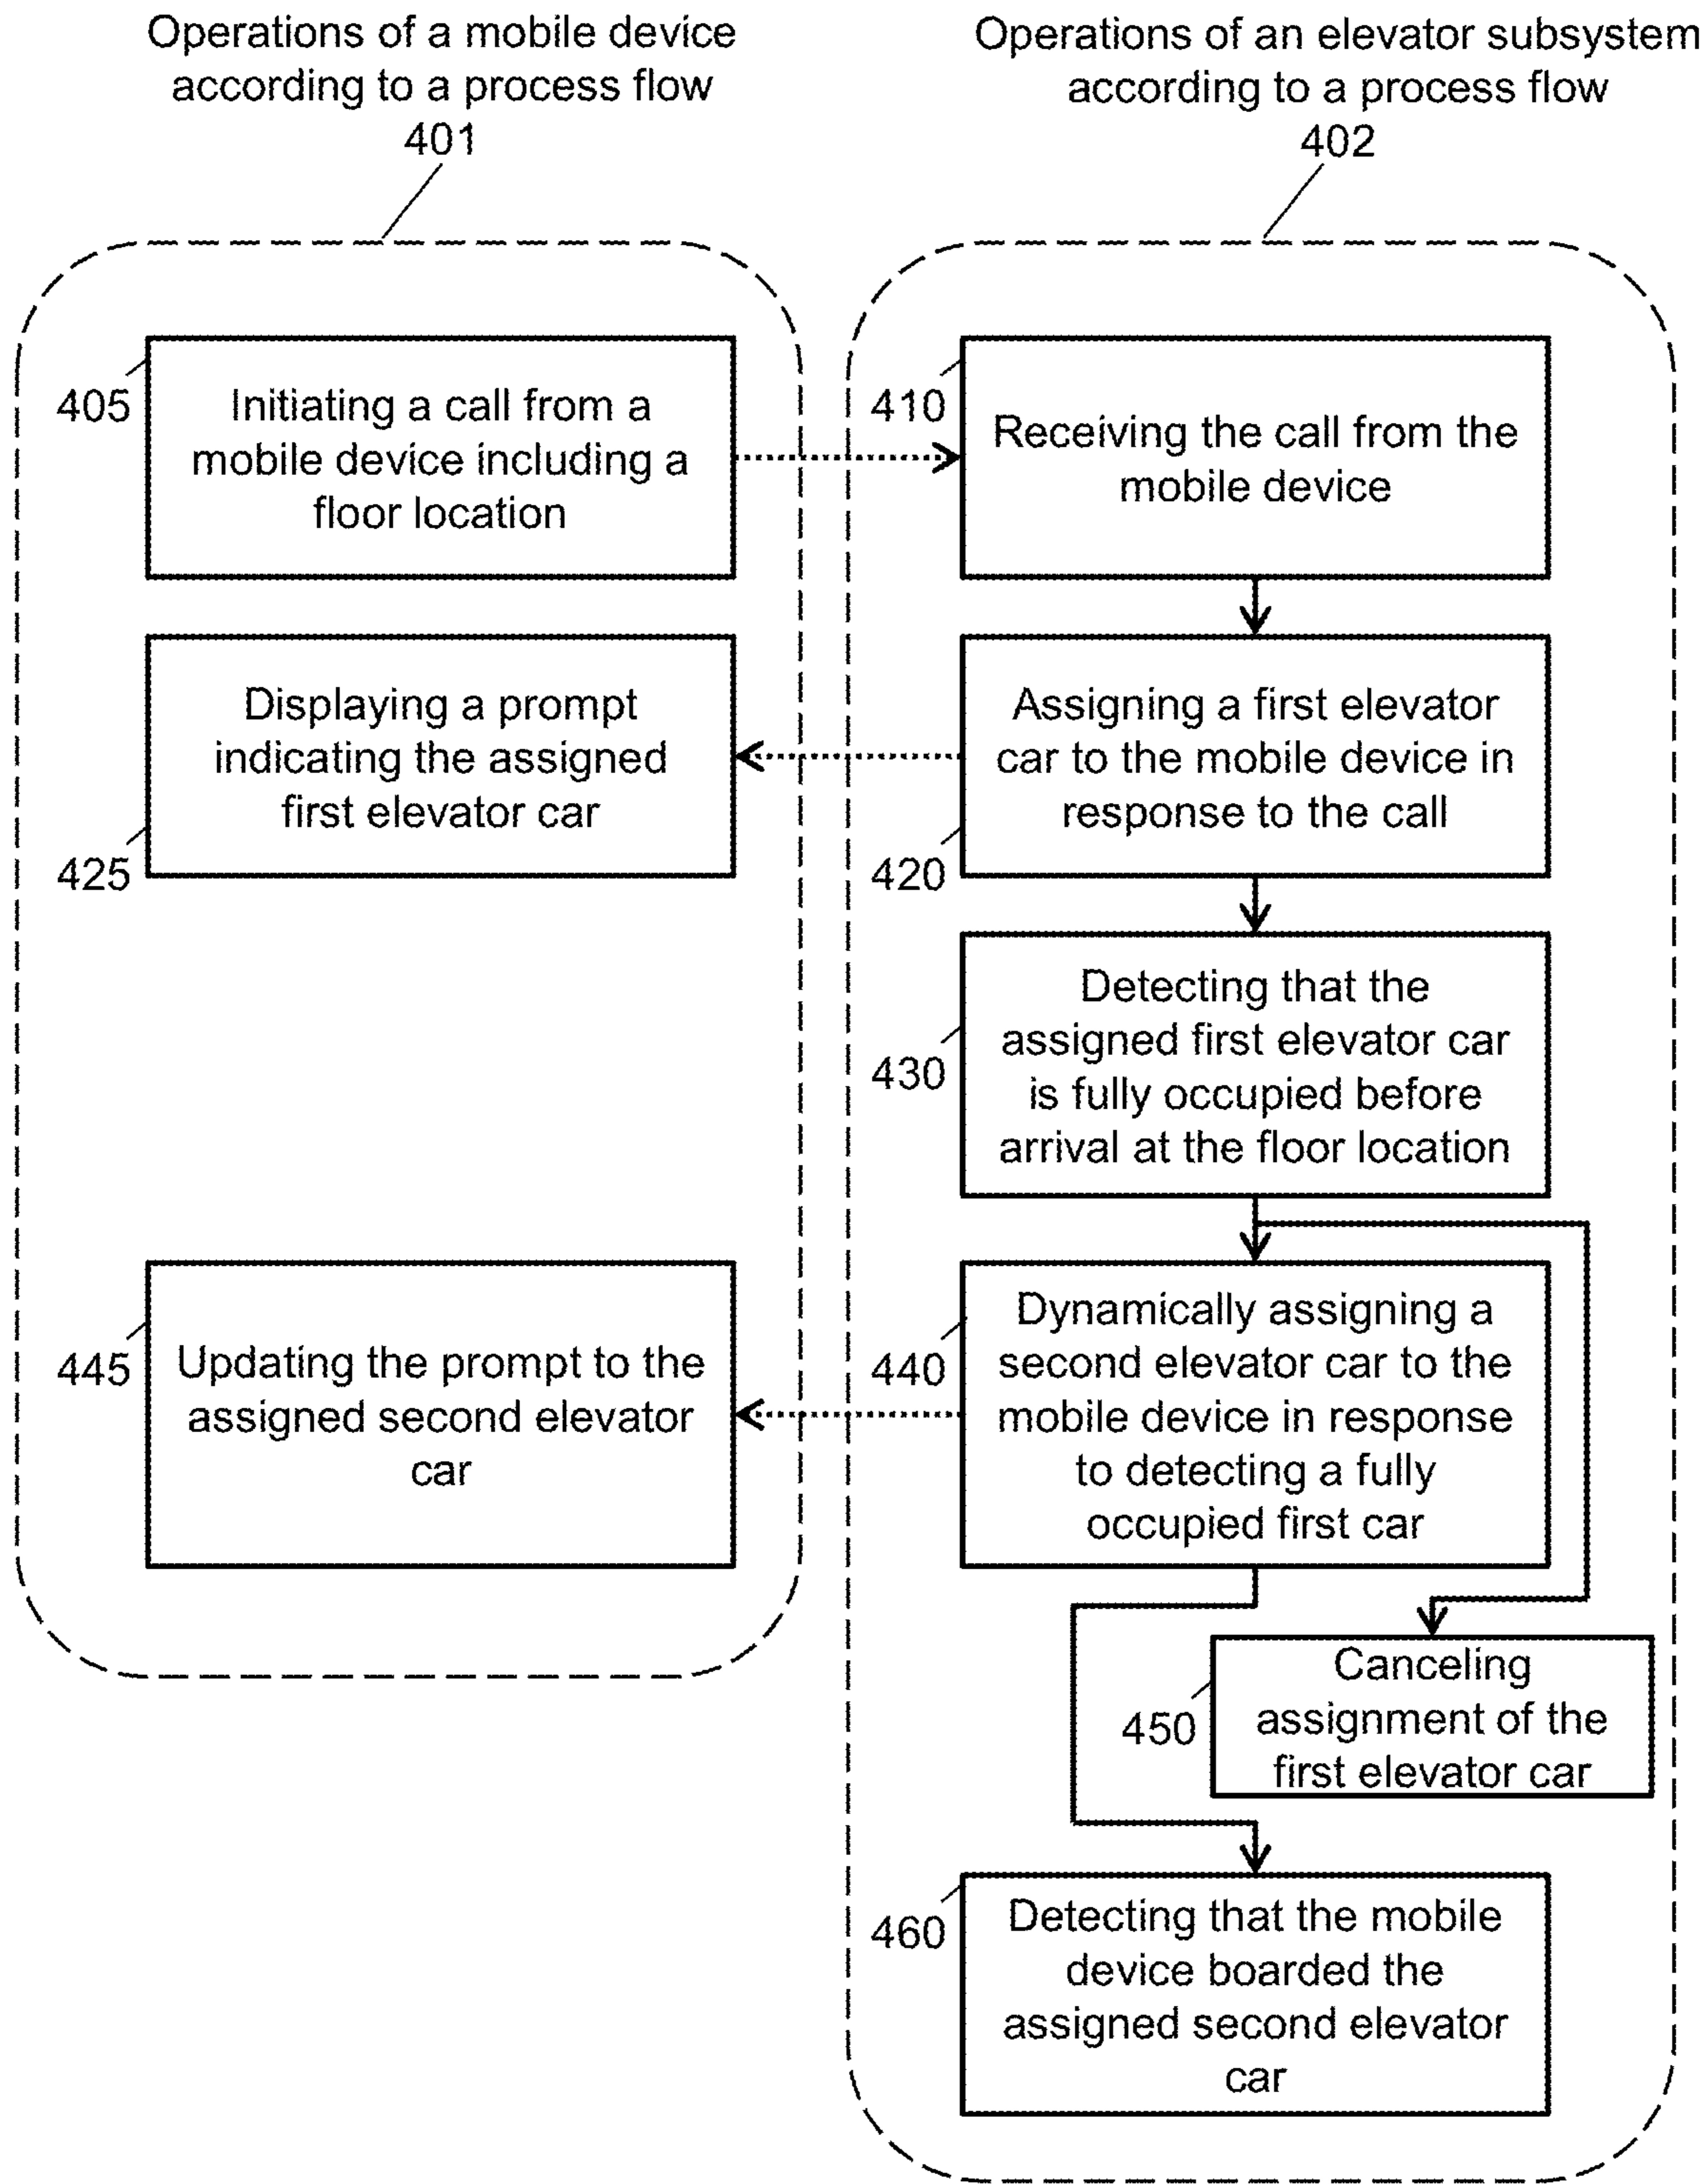 Operations of a mobile device
according to a process flow
401
Operations of an elevator subsystem
according to a process flow
402
405
Initiating a call from a
mobile device including a
floor location
410
Receiving the call from the
mobile device
Displaying a prompt
indicating the assigned
first elevator car
425
Assigning a first elevator
car to the mobile device in
response to the call
420
Detecting that the
assigned first elevator car
is fully occupied before
arrival at the floor location
430
445
Updating the prompt to the
assigned second elevator
car
440
Dynamically assigning a
second elevator car to the
mobile device in response
to detecting a fully
occupied first car
450
Canceling
assignment of the
first elevator car
460
Detecting that the mobile
device boarded the
assigned second elevator
car